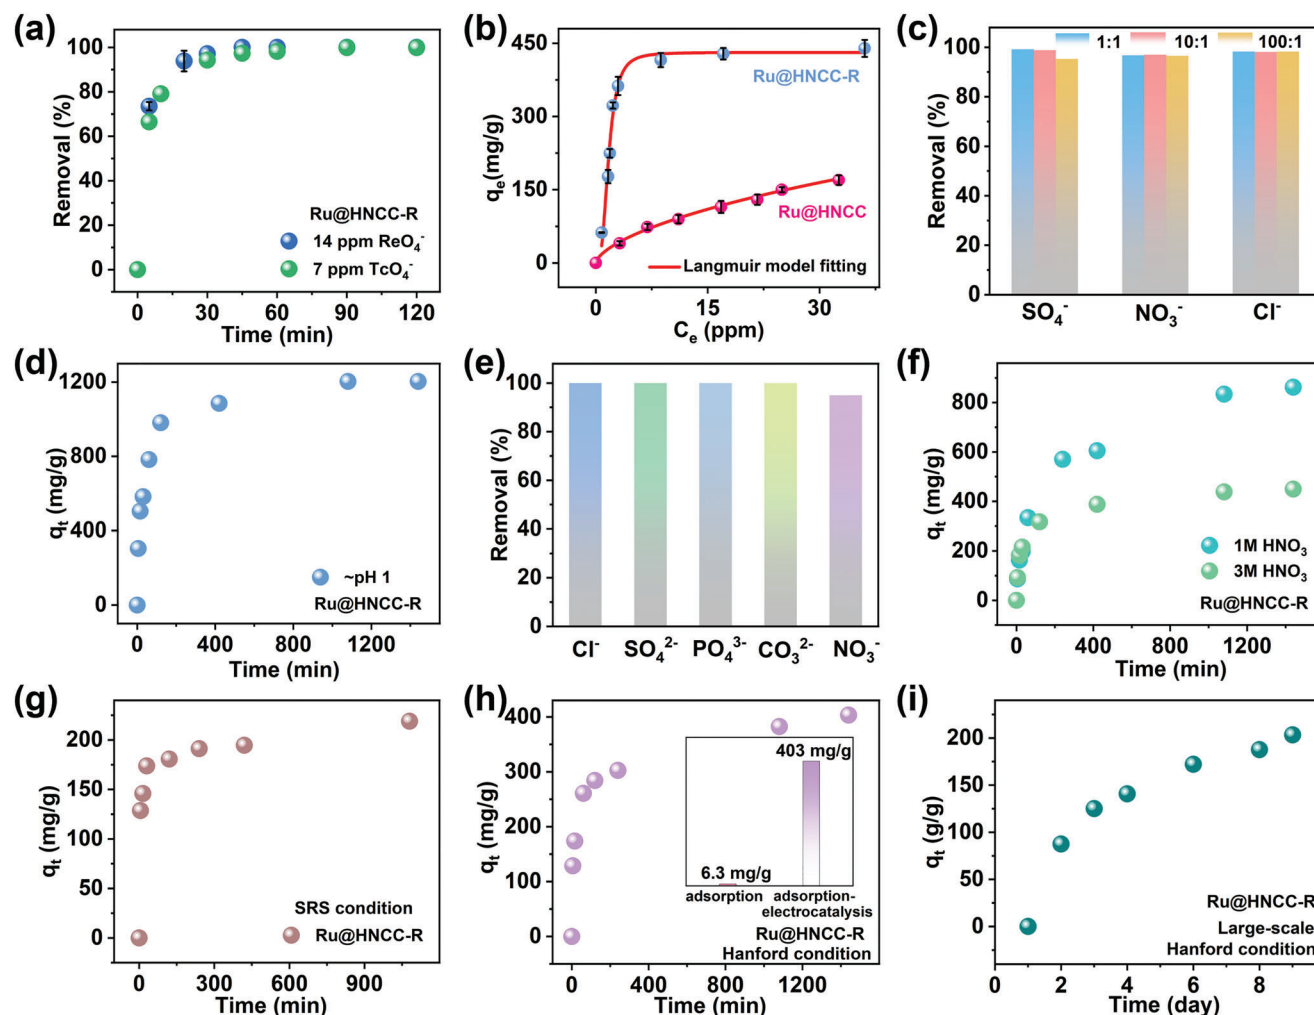 (a)
100
80
60
40
20
0
Removal (%)
Ru@HNCC-R
14 ppm ReO₄⁻
7 ppm TcO₄⁻
0 30 60 90 120
Time (min)
(b)
450
300
150
0
qₑ(mg/g)
Ru@HNCC-R
Ru@HNCC
Langmuir model fitting
0 11 22 33
Cₑ (ppm)
(c)
100
80
60
40
20
0
Removal (%)
1:1 10:1 100:1
SO₄⁻ NO₃⁻ Cl⁻
(d)
1200
800
400
0
qₜ (mg/g)
~pH 1
Ru@HNCC-R
0 400 800 1200
Time (min)
(e)
100
80
60
40
20
0
Removal (%)
Cl⁻ SO₄²⁻ PO₄³⁻ CO₃²⁻ NO₃⁻
(f)
800
600
400
200
0
qₜ (mg/g)
1M HNO₃
3M HNO₃
Ru@HNCC-R
0 400 800 1200
Time (min)
(g)
200
150
100
50
0
qₜ (mg/g)
SRS condition
Ru@HNCC-R
0 300 600 900
Time (min)
(h)
400
300
200
100
0
qₜ (mg/g)
403 mg/g
6.3 mg/g
adsorption adsorption-
electrocatalysis
Ru@HNCC-R
Hanford condition
0 400 800 1200
Time (min)
(i)
200
150
100
50
0
qₜ (g/g)
Ru@HNCC-R
Large-scale
Hanford condition
0 2 4 6 8
Time (day)